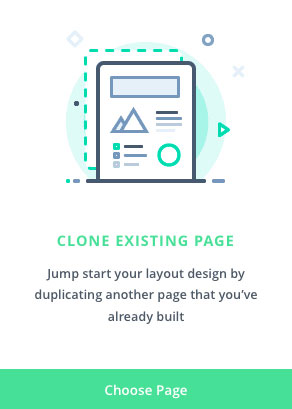 CLONE EXISTING PAGE
Jump start your layout design by
duplicating another page that you’ve
already built
Choose Page